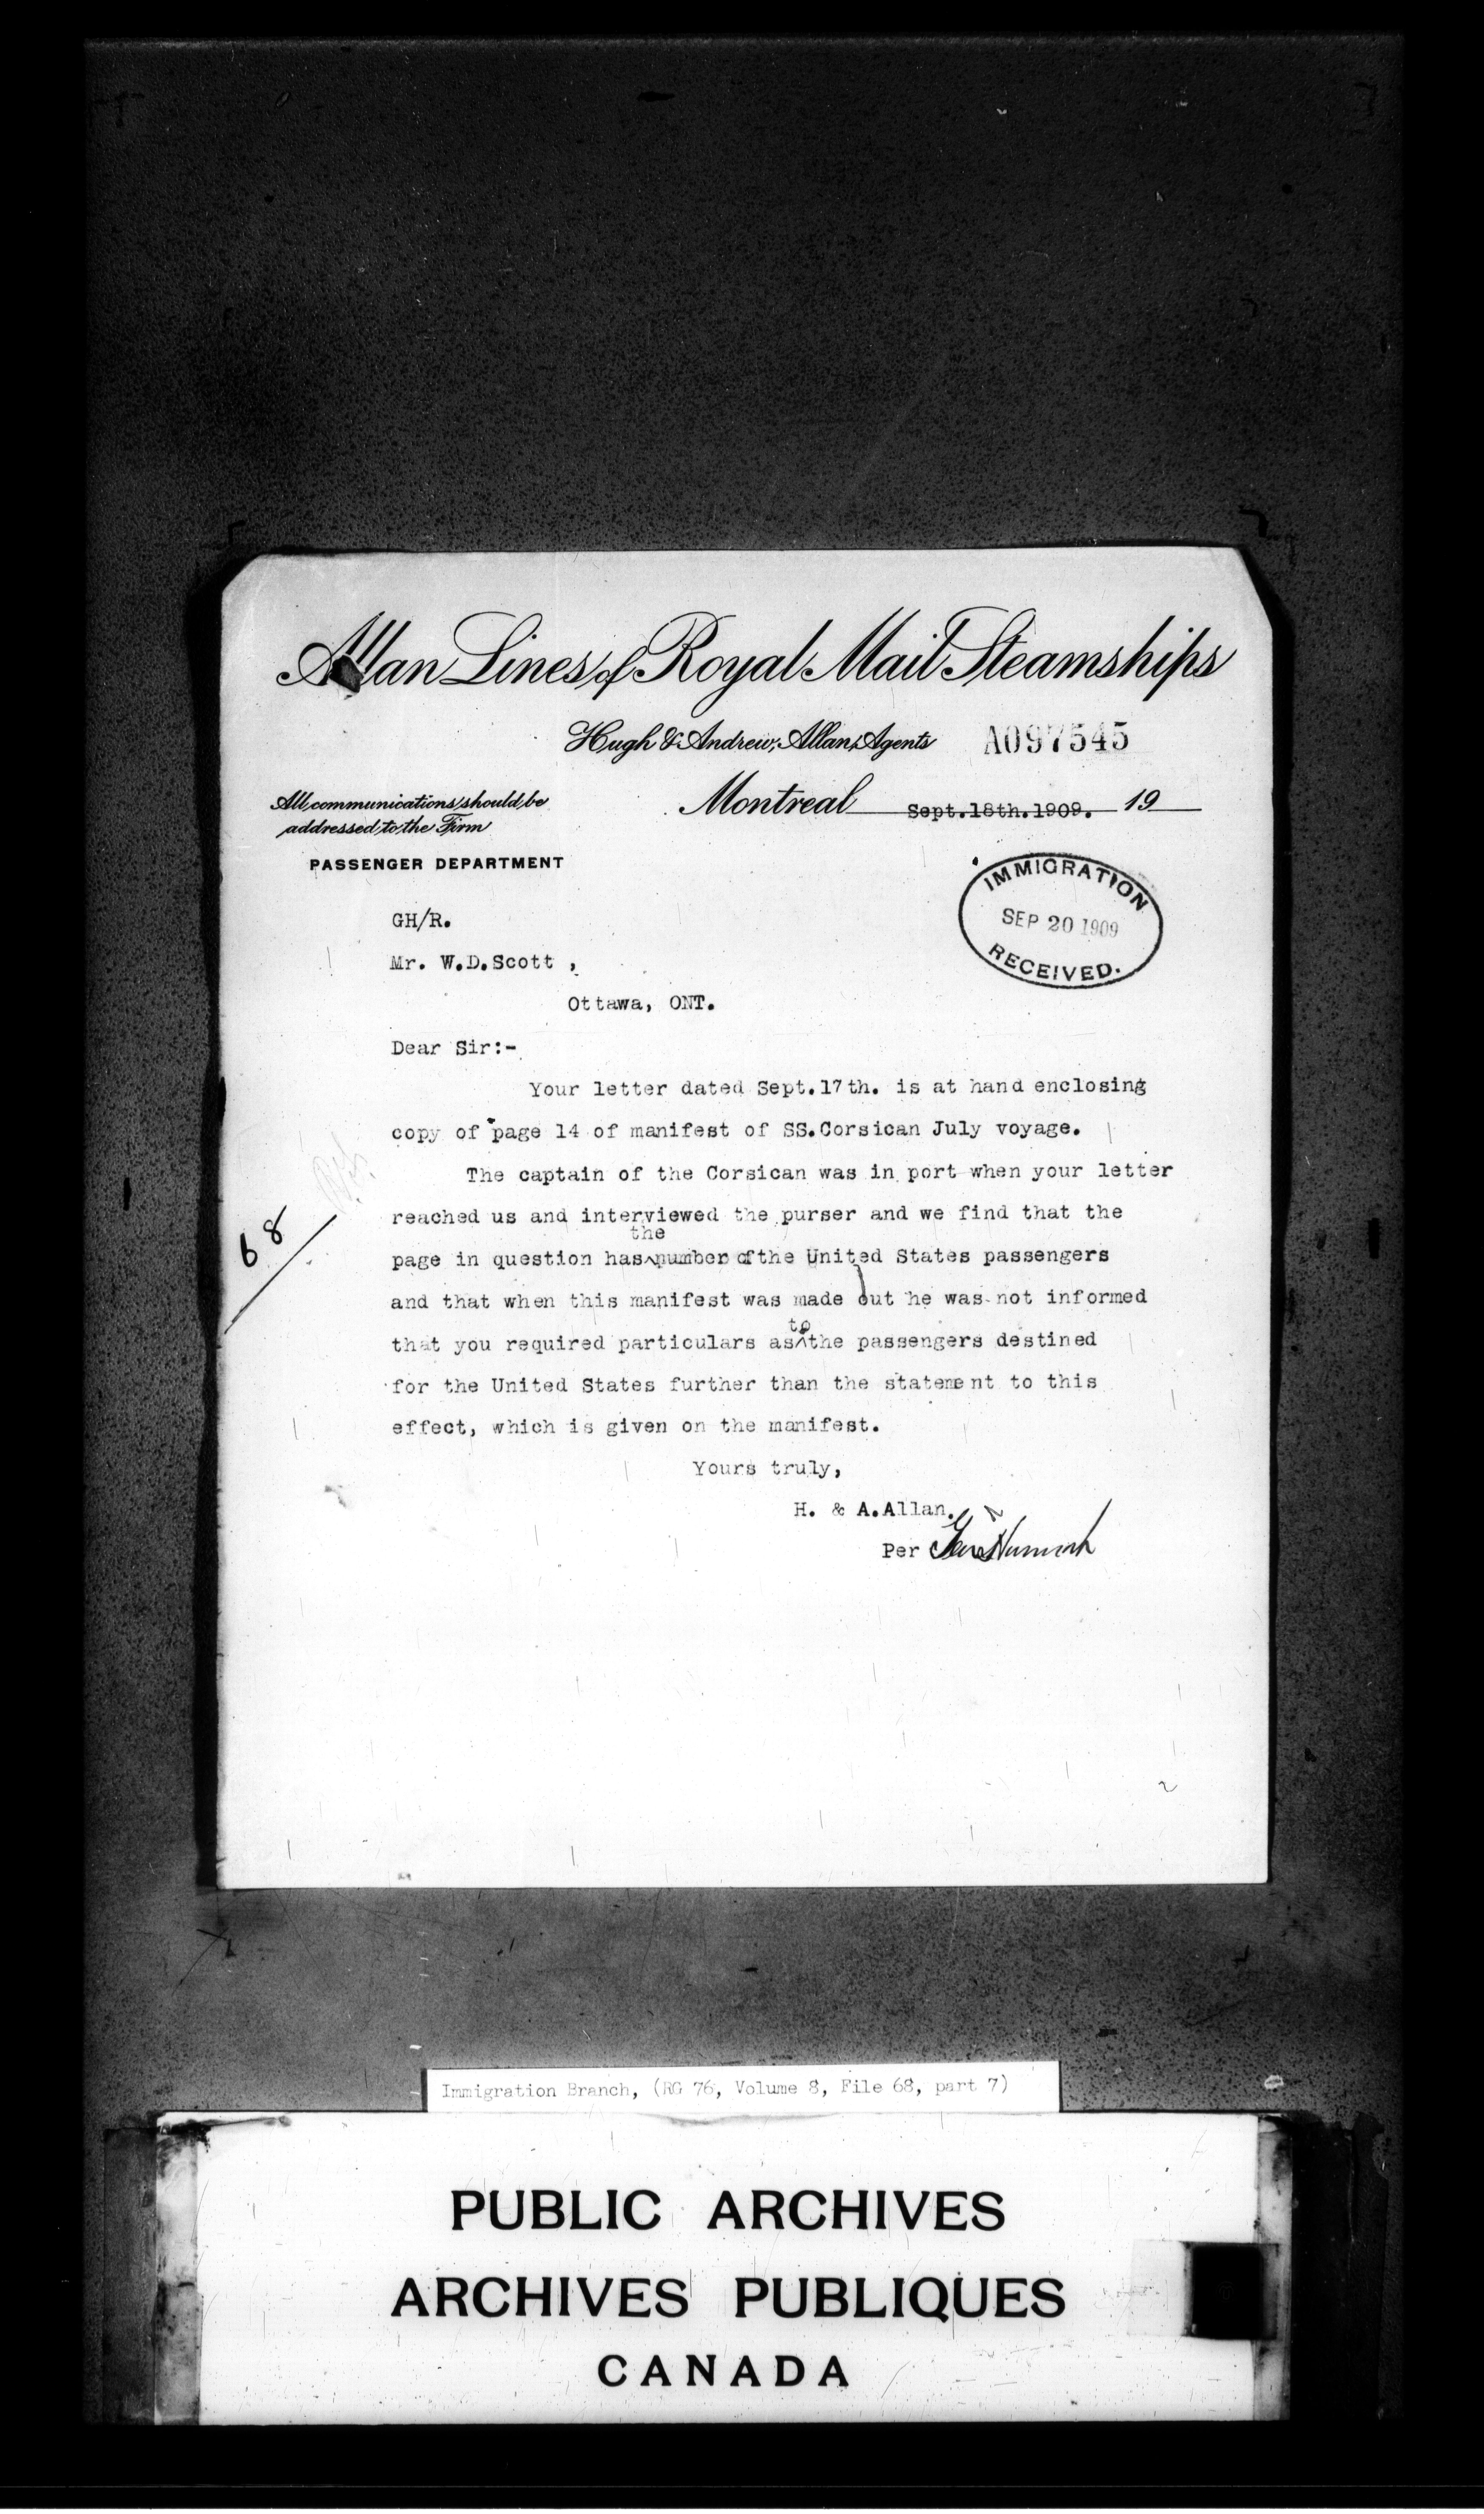 Allan Lines of Royal Mail Steamships
Hugh & Andrew Allan, Agents A097545
All communications should be
addressed to the Firm
Montreal Sept.18th.1909. 19
PASSENGER DEPARTMENT
IMMIGRATION
SEP 20 1909
RECEIVED.
GH/R.
Mr. W.D.Scott ,
Ottawa, ONT.
Dear Sir:-
Your letter dated Sept.17th. is at hand enclosing
copy of page 14 of manifest of SS.Corsican July voyage.
The captain of the Corsican was in port when your letter
reached us and interviewed the purser and we find that the
the
page in question has^number of the United States passengers
and that when this manifest was made out he was not informed
to
that you required particulars as^the passengers destined
for the United States further than the statement to this
effect, which is given on the manifest.
68
Yours truly,
H. & A.Allan.
Per
Immigration Branch, (RG 76, Volume 8, File 68, part 7)
PUBLIC ARCHIVES
ARCHIVES PUBLIQUES
CANADA